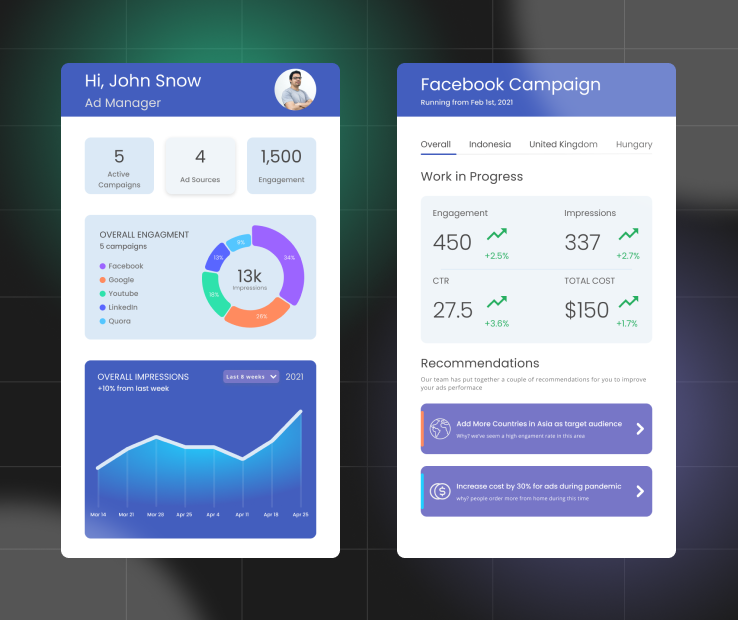 Hi, John Snow
Ad Manager
5
Active
Campaigns
4
Ad Sources
1,500
Engagement
OVERALL ENGAGMENT
5 campaigns
Facebook
Google
Youtube
LinkedIn
Quora
9%
34%
13%
13k
Impressions
18%
26%
OVERALL IMPRESSIONS
Last 8 weeks
2021
+10% from last week
Mar 14 Mar 21 Mar 28 Apr 25 Apr 4 Apr 11 Apr 18 Apr 25
Facebook Campaign
Running from Feb 1st, 2021
Overall Indonesia United Kingdom Hungary
Work in Progress
Engagement
450
+2.5%
Impressions
337
+2.7%
CTR
27.5
+3.6%
TOTAL COST
$150
+1.7%
Recommendations
Our team has put together a couple of recommendations for you to improve
your ads performace
Add More Countries in Asia as target audience
Why? we've seen a high engament rate in this area
Increase cost by 30% for ads during pandemic
why? people order more from home during this time